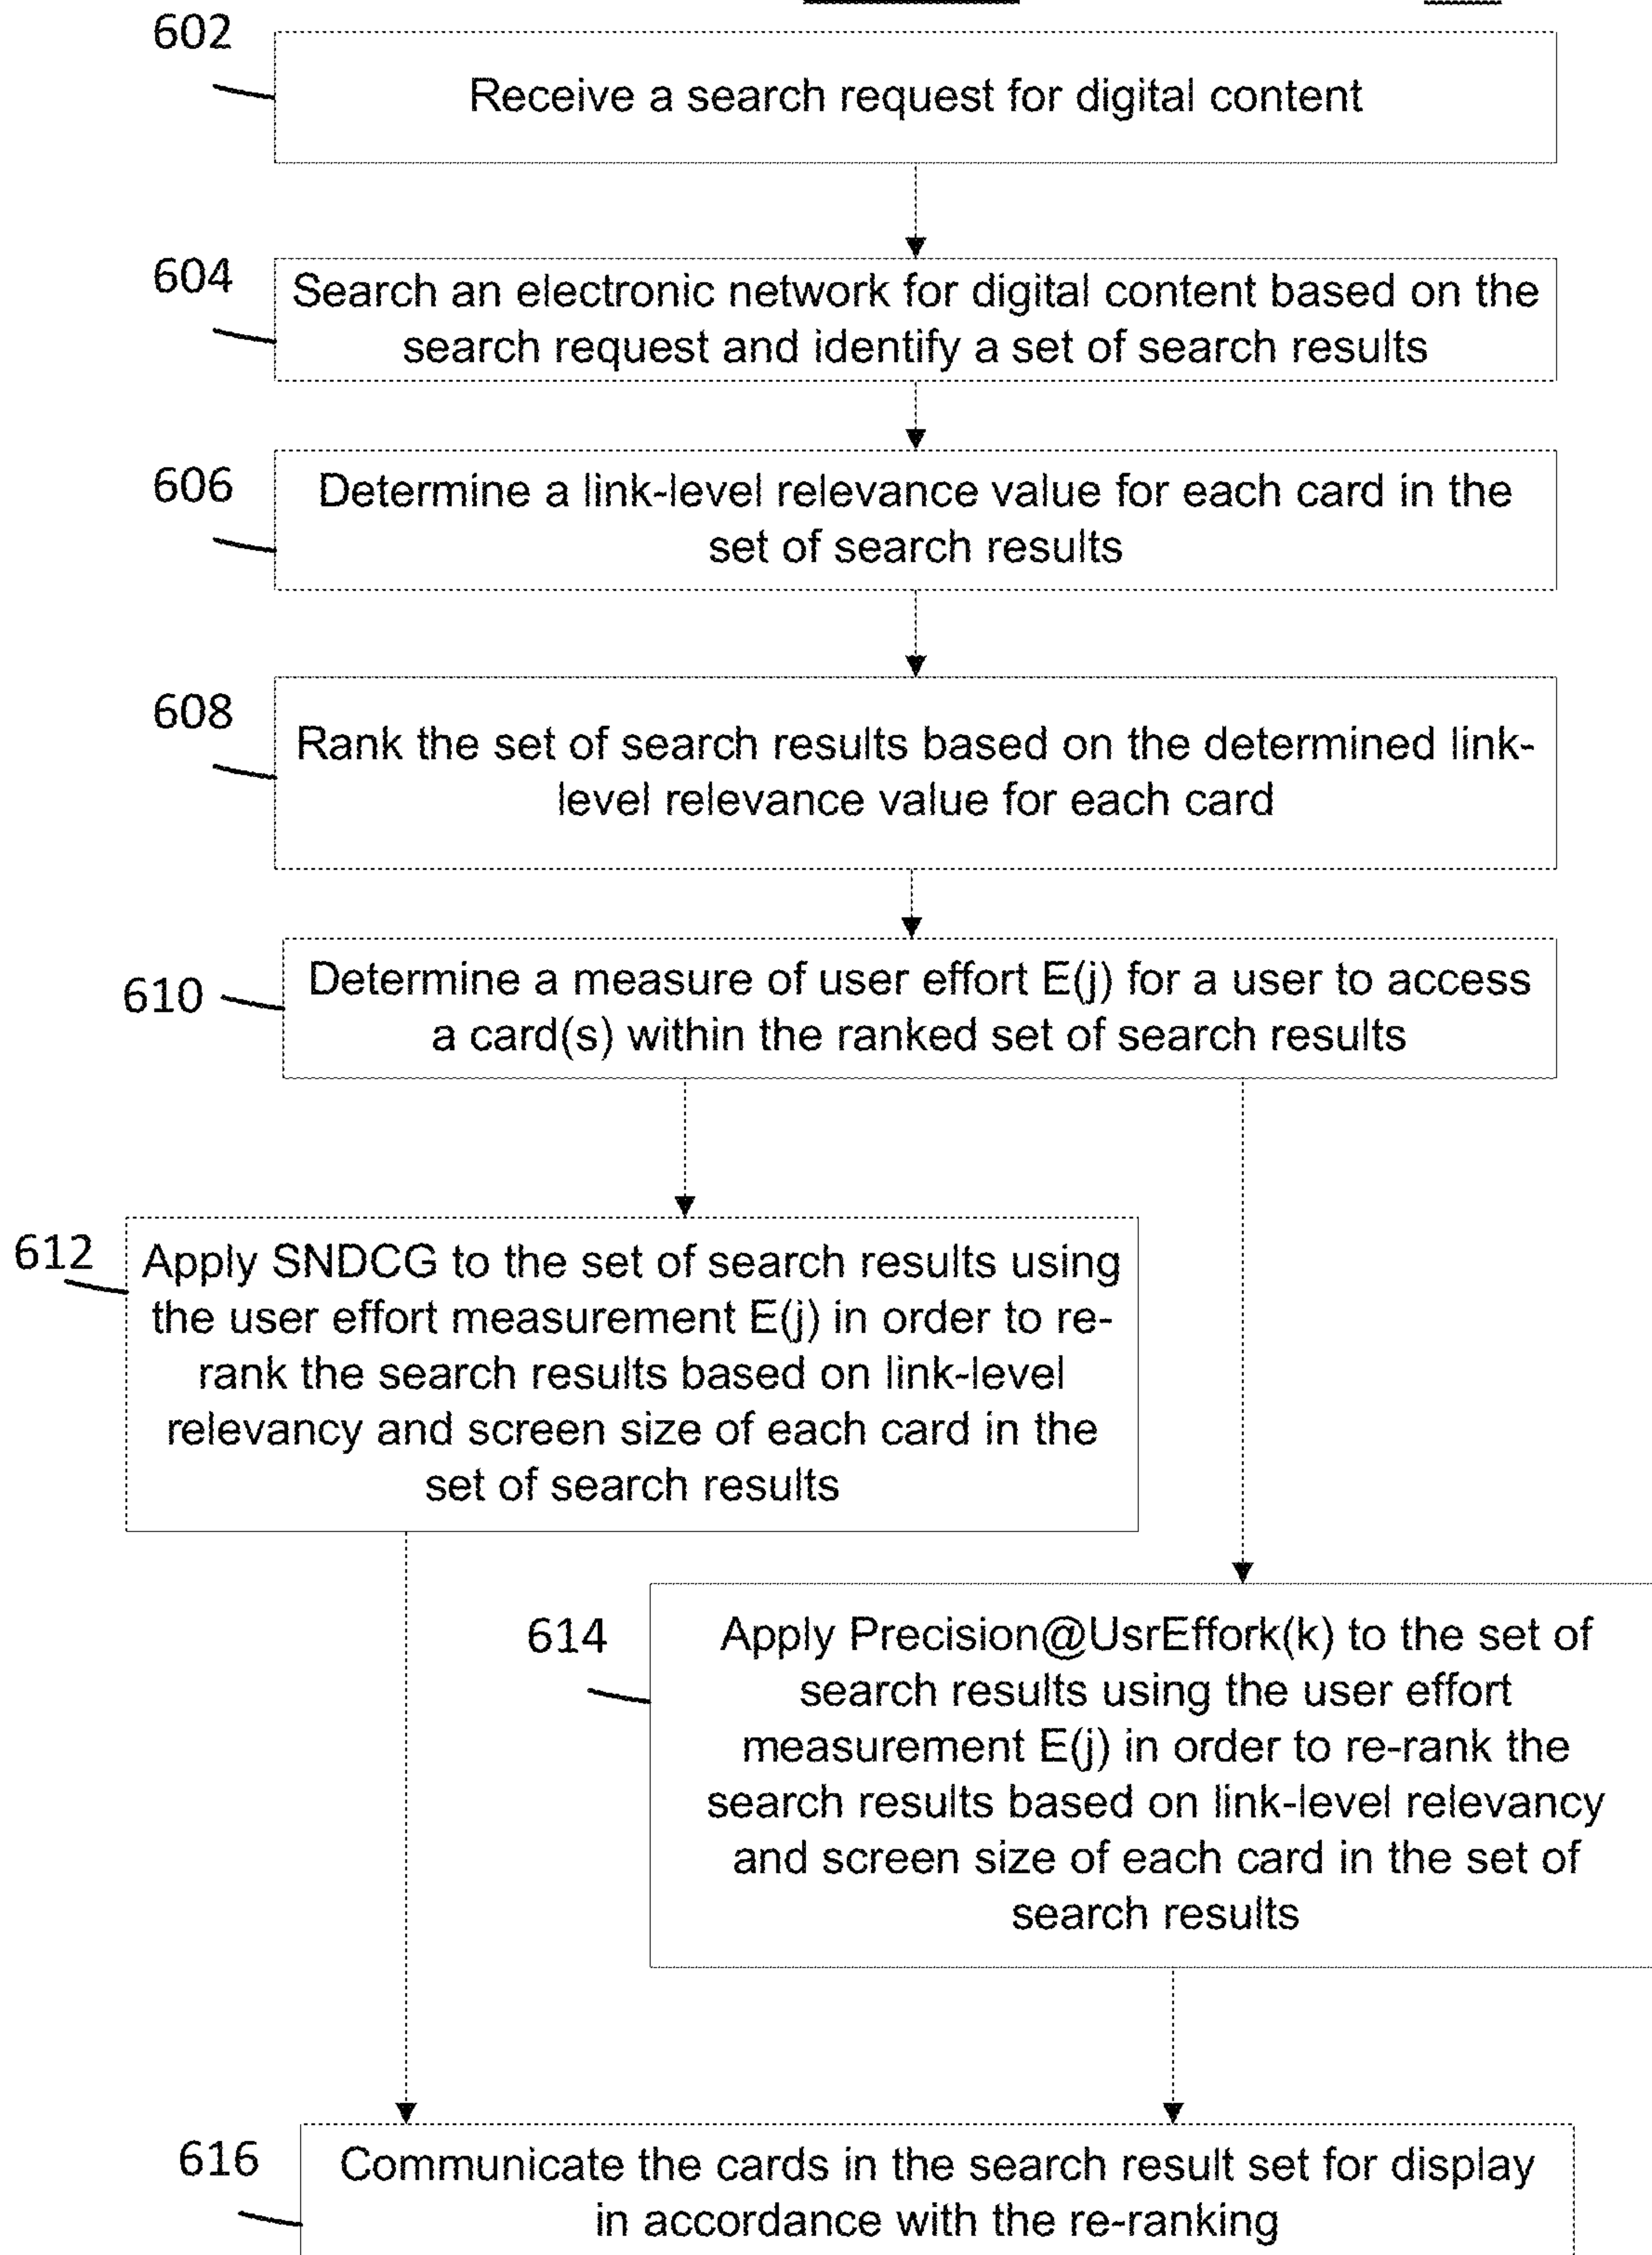 602
Receive a search request for digital content
604
Search an electronic network for digital content based on the
search request and identify a set of search results
606
Determine a link-level relevance value for each card in the
set of search results
608
Rank the set of search results based on the determined link-
level relevance value for each card
610
Determine a measure of user effort E(j) for a user to access
a card(s) within the ranked set of search results
612
Apply SNDCG to the set of search results using
the user effort measurement E(j) in order to re-
rank the search results based on link-level
relevancy and screen size of each card in the
set of search results
614
Apply Precision@UsrEffork(k) to the set of
search results using the user effort
measurement E(j) in order to re-rank the
search results based on link-level relevancy
and screen size of each card in the set of
search results
616
Communicate the cards in the search result set for display
in accordance with the re-ranking